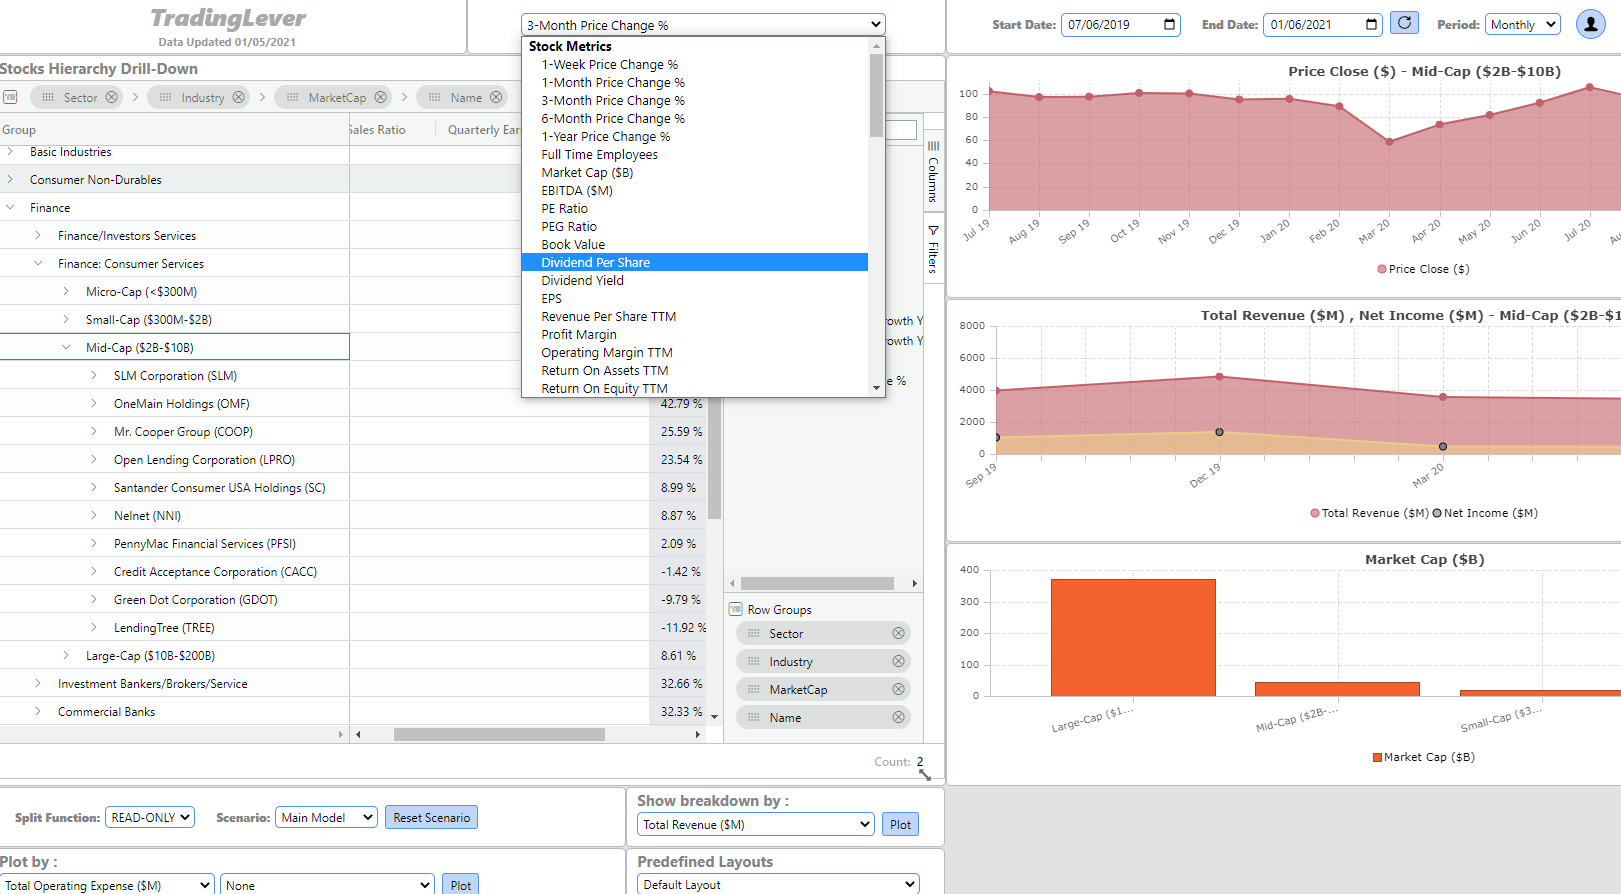 TradingLever
Data Updated 01/05/2021
3-Month Price Change %
Start Date: 07/06/2019
End Date: 01/06/2021
Period: Monthly
Stocks Hierarchy Drill-Down
Sector
Industry
MarketCap
Name
Group
Sales Ratio
Quarterly Ear
Basic Industries
Consumer Non-Durables
Finance
Finance/Investors Services
Finance: Consumer Services
Micro-Cap (<$300M)
Small-Cap ($300M-$2B)
Mid-Cap ($2B-$10B)
SLM Corporation (SLM)
OneMain Holdings (OMF) 42.79 %
Mr. Cooper Group (COOP) 25.59 %
Open Lending Corporation (LPRO) 23.54 %
Santander Consumer USA Holdings (SC) 8.99 %
Nelnet (NNI) 8.87 %
PennyMac Financial Services (PFSI) 2.09 %
Credit Acceptance Corporation (CACC) -1.42 %
Green Dot Corporation (GDOT) -9.79 %
LendingTree (TREE) -11.92 %
Large-Cap ($10B-$200B) 8.61 %
Investment Bankers/Brokers/Service 32.66 %
Commercial Banks 32.33 %
Stock Metrics
1-Week Price Change %
1-Month Price Change %
3-Month Price Change %
6-Month Price Change %
1-Year Price Change %
Full Time Employees
Market Cap ($B)
EBITDA ($M)
PE Ratio
PEG Ratio
Book Value
Dividend Per Share
Dividend Yield
EPS
Revenue Per Share TTM
Profit Margin
Operating Margin TTM
Return On Assets TTM
Return On Equity TTM
Columns
Filters
rowth Y
rowth Y
e %
Row Groups
Sector
Industry
MarketCap
Name
Count: 2
Split Function: READ-ONLY
Scenario: Main Model
Reset Scenario
Show breakdown by :
Total Revenue ($M)
Plot
Plot by :
Total Operating Expense ($M)
None
Plot
Predefined Layouts
Default Layout
Price Close ($) - Mid-Cap ($2B-$10B)
100
80
60
40
20
0
Jul 19
Aug 19
Sep 19
Oct 19
Nov 19
Dec 19
Jan 20
Feb 20
Mar 20
Apr 20
May 20
Jun 20
Jul 20
Au
Price Close ($)
Total Revenue ($M) , Net Income ($M) - Mid-Cap ($2B-$1
8000
6000
4000
2000
0
Sep 19
Dec 19
Mar 20
Total Revenue ($M)
Net Income ($M)
Market Cap ($B)
400
300
200
100
0
Large-Cap ($1...
Mid-Cap ($2B-...
Small-Cap ($3...
Market Cap ($B)